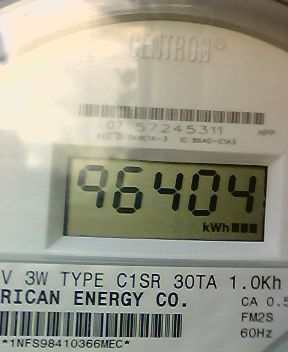 CENTRON®
07 57245311
96404
kWh
V 3W TYPE C1SR 30TA 1.0Kh
RICAN ENERGY CO.
CA 0.5
FM2S
60Hz
*1NFS98410366MEC*